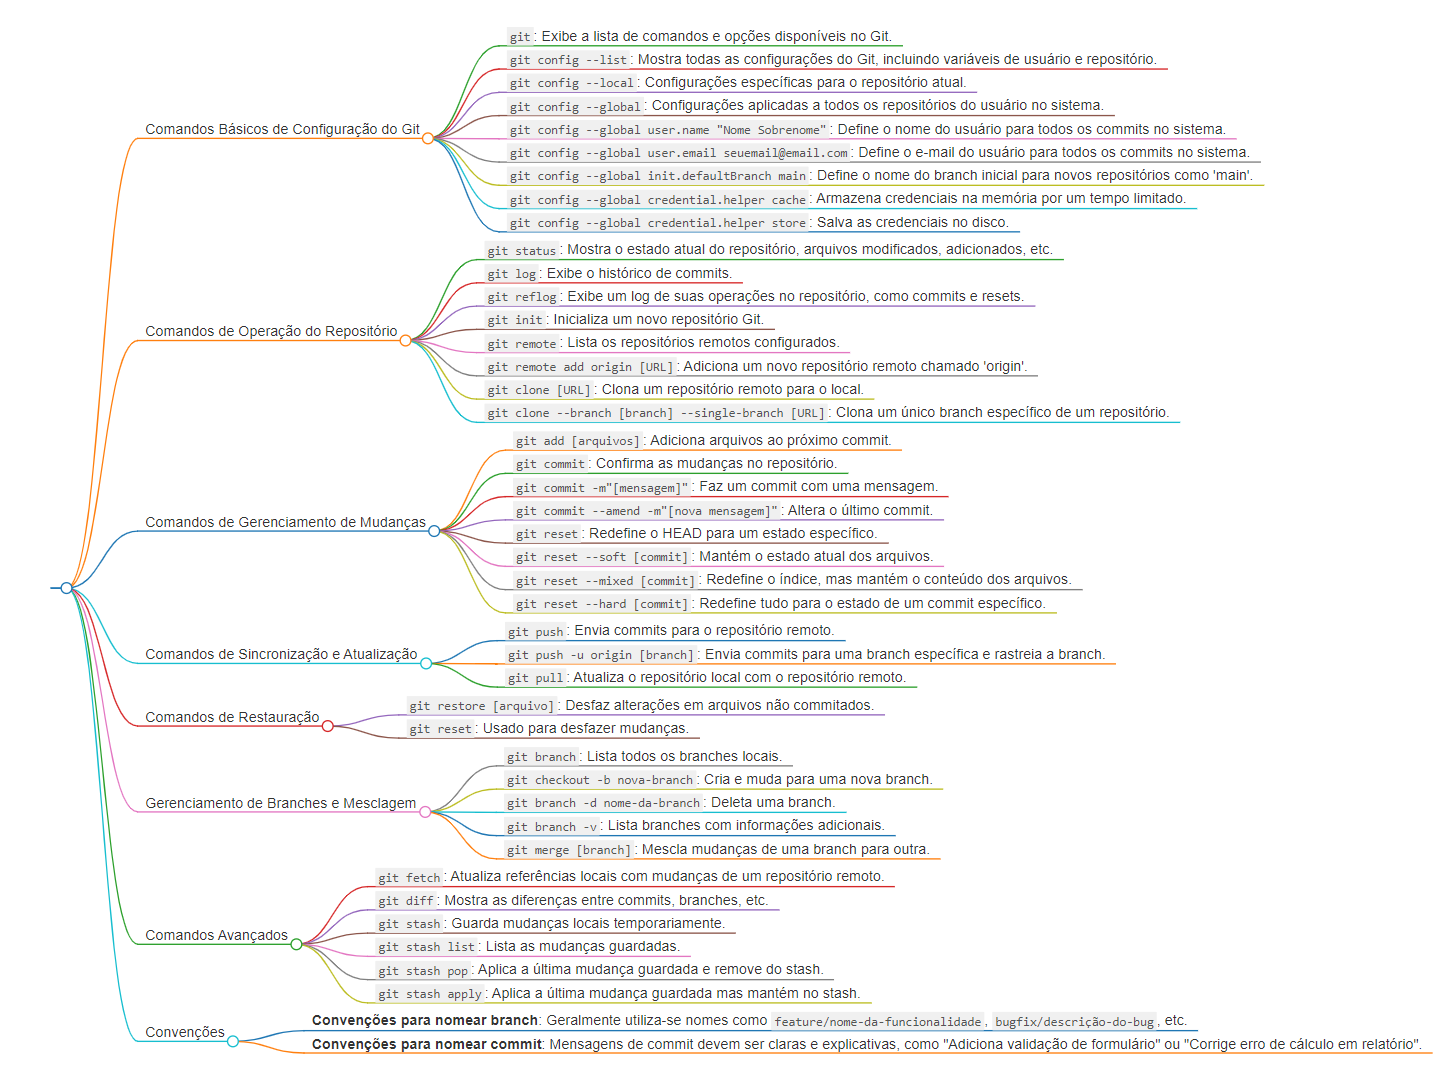 Comandos Básicos de Configuração do Git
git: Exibe a lista de comandos e opções disponíveis no Git.
git config --list: Mostra todas as configurações do Git, incluindo variáveis de usuário e repositório.
git config --local: Configurações específicas para o repositório atual.
git config --global: Configurações aplicadas a todos os repositórios do usuário no sistema.
git config --global user.name "Nome Sobrenome": Define o nome do usuário para todos os commits no sistema.
git config --global user.email seuemail@email.com: Define o e-mail do usuário para todos os commits no sistema.
git config --global init.defaultBranch main: Define o nome do branch inicial para novos repositórios como 'main'.
git config --global credential.helper cache: Armazena credenciais na memória por um tempo limitado.
git config --global credential.helper store: Salva as credenciais no disco.
Comandos de Operação do Repositório
git status: Mostra o estado atual do repositório, arquivos modificados, adicionados, etc.
git log: Exibe o histórico de commits.
git reflog: Exibe um log de suas operações no repositório, como commits e resets.
git init: Inicializa um novo repositório Git.
git remote: Lista os repositórios remotos configurados.
git remote add origin [URL]: Adiciona um novo repositório remoto chamado 'origin'.
git clone [URL]: Clona um repositório remoto para o local.
git clone --branch [branch] --single-branch [URL]: Clona um único branch específico de um repositório.
Comandos de Gerenciamento de Mudanças
git add [arquivos]: Adiciona arquivos ao próximo commit.
git commit: Confirma as mudanças no repositório.
git commit -m"[mensagem]": Faz um commit com uma mensagem.
git commit --amend -m"[nova mensagem]": Altera o último commit.
git reset: Redefine o HEAD para um estado específico.
git reset --soft [commit]: Mantém o estado atual dos arquivos.
git reset --mixed [commit]: Redefine o índice, mas mantém o conteúdo dos arquivos.
git reset --hard [commit]: Redefine tudo para o estado de um commit específico.
Comandos de Sincronização e Atualização
git push: Envia commits para o repositório remoto.
git push -u origin [branch]: Envia commits para uma branch específica e rastreia a branch.
git pull: Atualiza o repositório local com o repositório remoto.
Comandos de Restauração
git restore [arquivo]: Desfaz alterações em arquivos não commitados.
git reset: Usado para desfazer mudanças.
Gerenciamento de Branches e Mesclagem
git branch: Lista todos os branches locais.
git checkout -b nova-branch: Cria e muda para uma nova branch.
git branch -d nome-da-branch: Deleta uma branch.
git branch -v: Lista branches com informações adicionais.
git merge [branch]: Mescla mudanças de uma branch para outra.
Comandos Avançados
git fetch: Atualiza referências locais com mudanças de um repositório remoto.
git diff: Mostra as diferenças entre commits, branches, etc.
git stash: Guarda mudanças locais temporariamente.
git stash list: Lista as mudanças guardadas.
git stash pop: Aplica a última mudança guardada e remove do stash.
git stash apply: Aplica a última mudança guardada mas mantém no stash.
Convenções
Convenções para nomear branch: Geralmente utiliza-se nomes como feature/nome-da-funcionalidade, bugfix/descrição-do-bug, etc.
Convenções para nomear commit: Mensagens de commit devem ser claras e explicativas, como "Adiciona validação de formulário" ou "Corrige erro de cálculo em relatório".